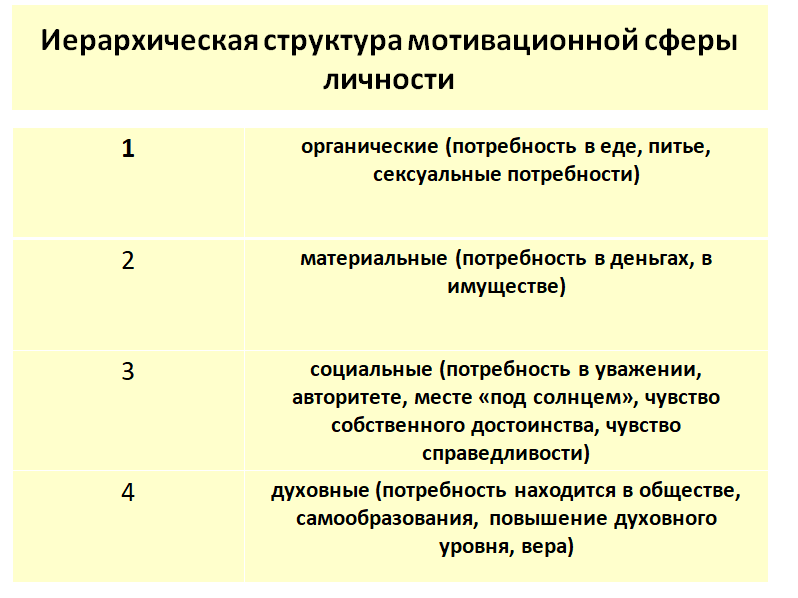 Иерархическая структура мотивационной сферы
личности
1
органические (потребность в еде, питье,
сексуальные потребности)
2
материальные (потребность в деньгах, в
имуществе)
3
социальные (потребность в уважении,
авторитете, месте «под солнцем», чувство
собственного достоинства, чувство
справедливости)
4
духовные (потребность находится в обществе,
самообразования, повышение духовного
уровня, вера)